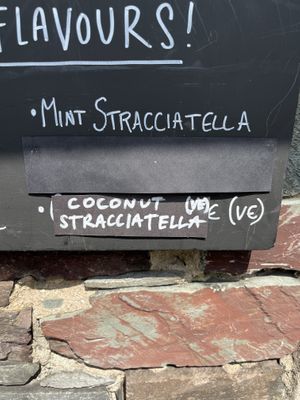 FLAVOURS!
•MINT STRACCIATELLA
COCONUT (VE)
STRACCIATELLA E (VE)